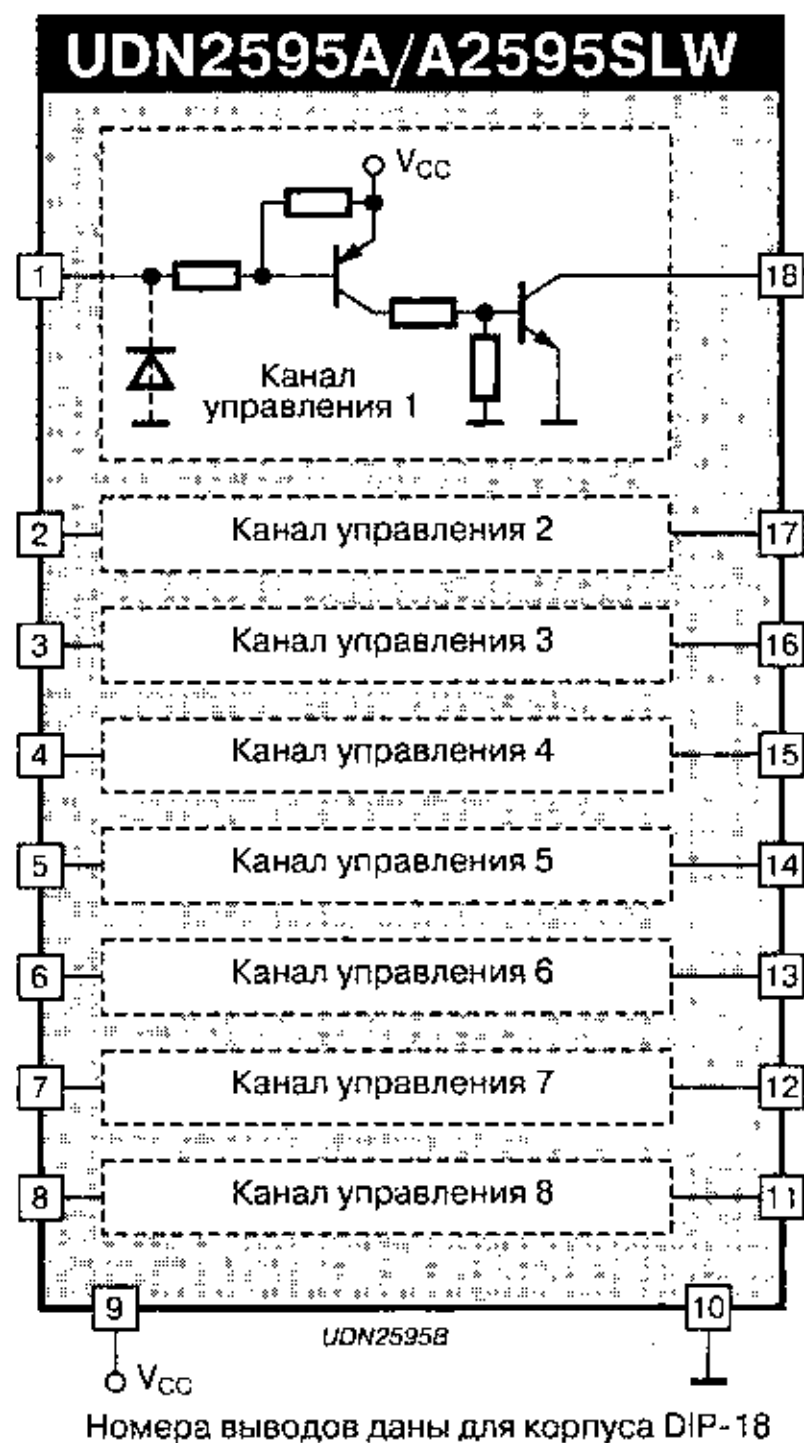 UDN2595A/A2595SLW
V_CC
1
18
Канал
управления 1
2 Канал управления 2 17
3 Канал управления 3 16
4 Канал управления 4 15
5 Канал управления 5 14
6 Канал управления 6 13
7 Канал управления 7 12
8 Канал управления 8 11
9 10
UDN2595B
V_CC
Номера выводов даны для корпуса DIP-18